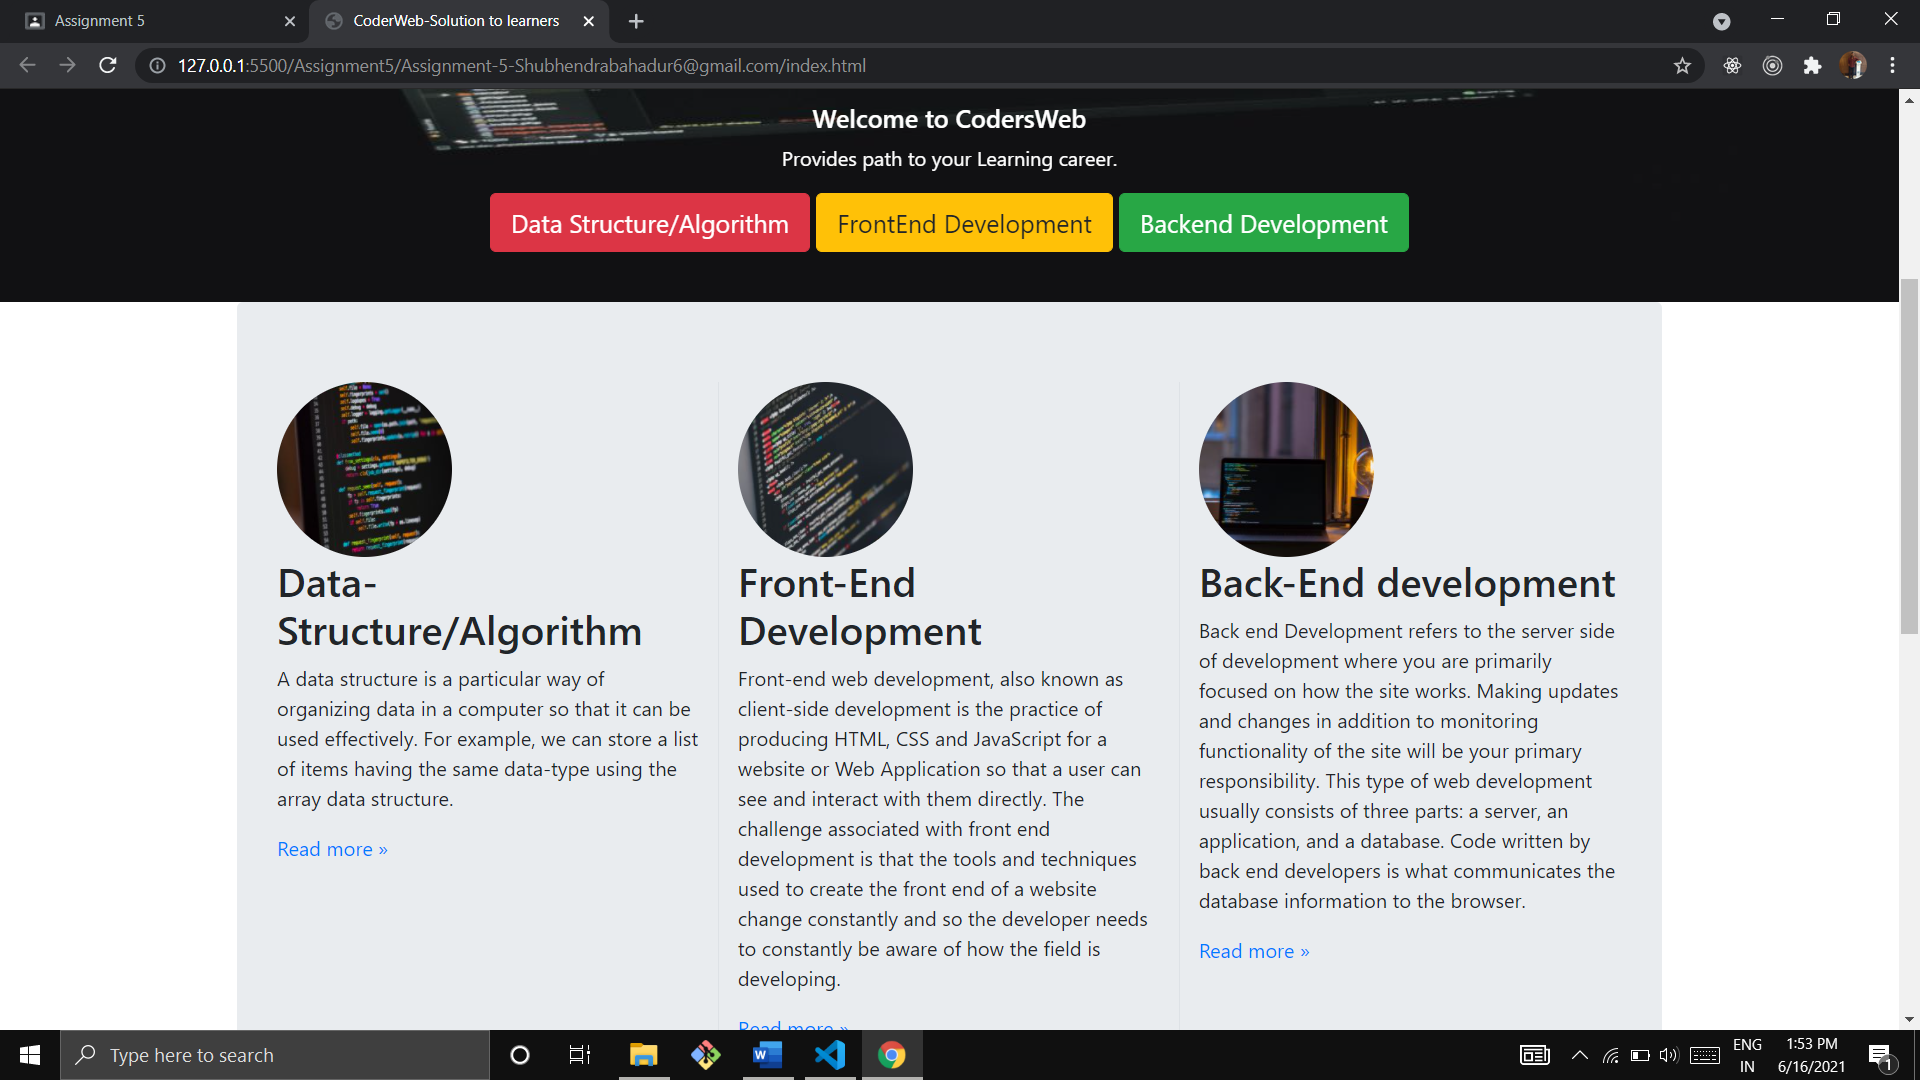 Assignment 5
CoderWeb-Solution to learners
127.0.0.1:5500/Assignment5/Assignment-5-Shubhendrabahadur6@gmail.com/index.html
Welcome to CodersWeb
Provides path to your Learning career.
Data Structure/Algorithm
FrontEnd Development
Backend Development
Data-
Structure/Algorithm
A data structure is a particular way of
organizing data in a computer so that it can be
used effectively. For example, we can store a list
of items having the same data-type using the
array data structure.
Read more »
Front-End
Development
Front-end web development, also known as
client-side development is the practice of
producing HTML, CSS and JavaScript for a
website or Web Application so that a user can
see and interact with them directly. The
challenge associated with front end
development is that the tools and techniques
used to create the front end of a website
change constantly and so the developer needs
to constantly be aware of how the field is
developing.
Read more »
Back-End development
Back end Development refers to the server side
of development where you are primarily
focused on how the site works. Making updates
and changes in addition to monitoring
functionality of the site will be your primary
responsibility. This type of web development
usually consists of three parts: a server, an
application, and a database. Code written by
back end developers is what communicates the
database information to the browser.
Read more »
Type here to search
ENG
IN
1:53 PM
6/16/2021
1